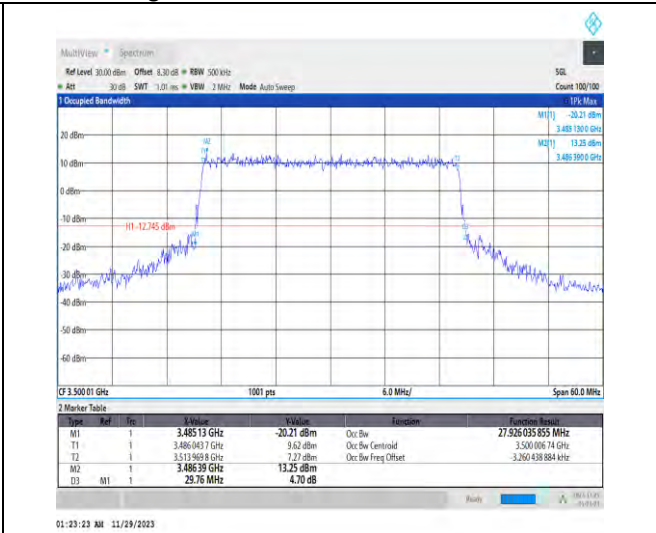 MultiView Spectrum
Ref Level 30.00 dBm Offset 8.30 dB RBW 500 kHz SGL
Att 30 dB SWT 1.01 ms VBW 2 MHz Mode Auto Sweep Count 100/100
1 Occupied Bandwidth 1Pk Max
M1[1] -20.21 dBm
3.485 130 0 GHz
20 dBm
M2
M2[1] 13.25 dBm
3.486 390 0 GHz
10 dBm
0 dBm
-10 dBm
H1 -12.745 dBm
-20 dBm
-30 dBm
-40 dBm
-50 dBm
-60 dBm
CF 3.500 01 GHz 1001 pts 6.0 MHz/ Span 60.0 MHz
2 Marker Table
Type Ref Trc X-Value Y-Value Function Function Result
M1 1 3.485 13 GHz -20.21 dBm Occ Bw 27.926 035 855 MHz
T1 1 3.486 043 7 GHz 9.62 dBm Occ Bw Centroid 3.500 006 74 GHz
T2 1 3.513 969 8 GHz 7.27 dBm Occ Bw Freq Offset -3.260 438 884 kHz
M2 1 3.486 39 GHz 13.25 dBm
D3 M1 1 29.76 MHz 4.70 dB
Ready
01:23:23 AM 11/29/2023